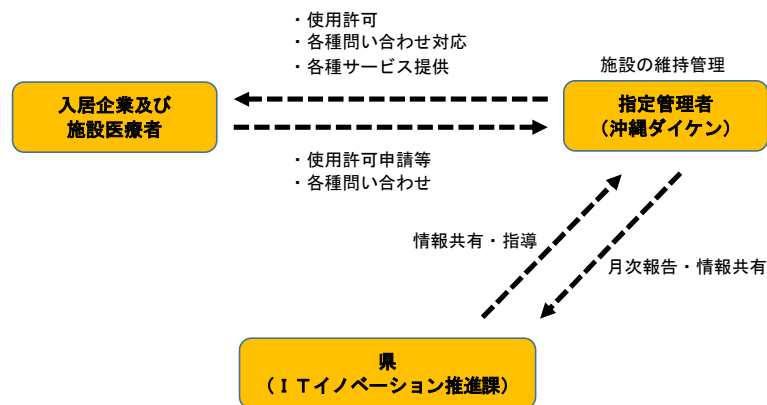 ・使用許可
・各種問い合わせ対応
・各種サービス提供
施設の維持管理
入居企業及び
施設医療者
指定管理者
（沖縄ダイケン）
・使用許可申請等
・各種問い合わせ
情報共有・指導
月次報告・情報共有
県
（ＩＴイノベーション推進課）